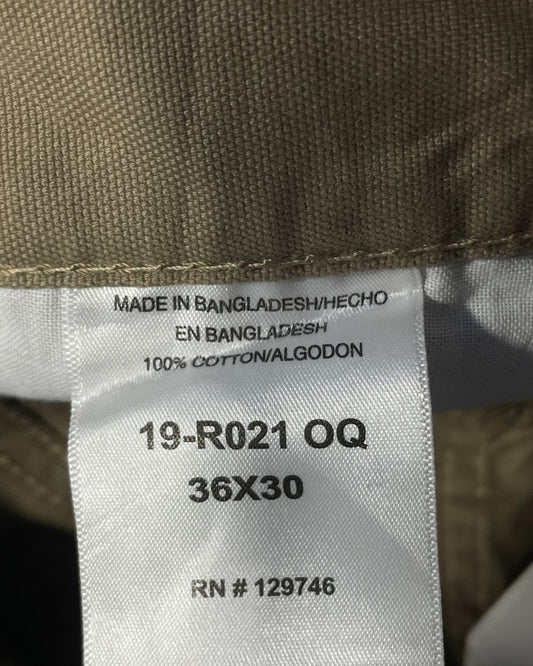 MADE IN BANGLADESH/HECHO
EN BANGLADESH
100% COTTON/ALGODON
19-R021 OQ
36X30
RN # 129746